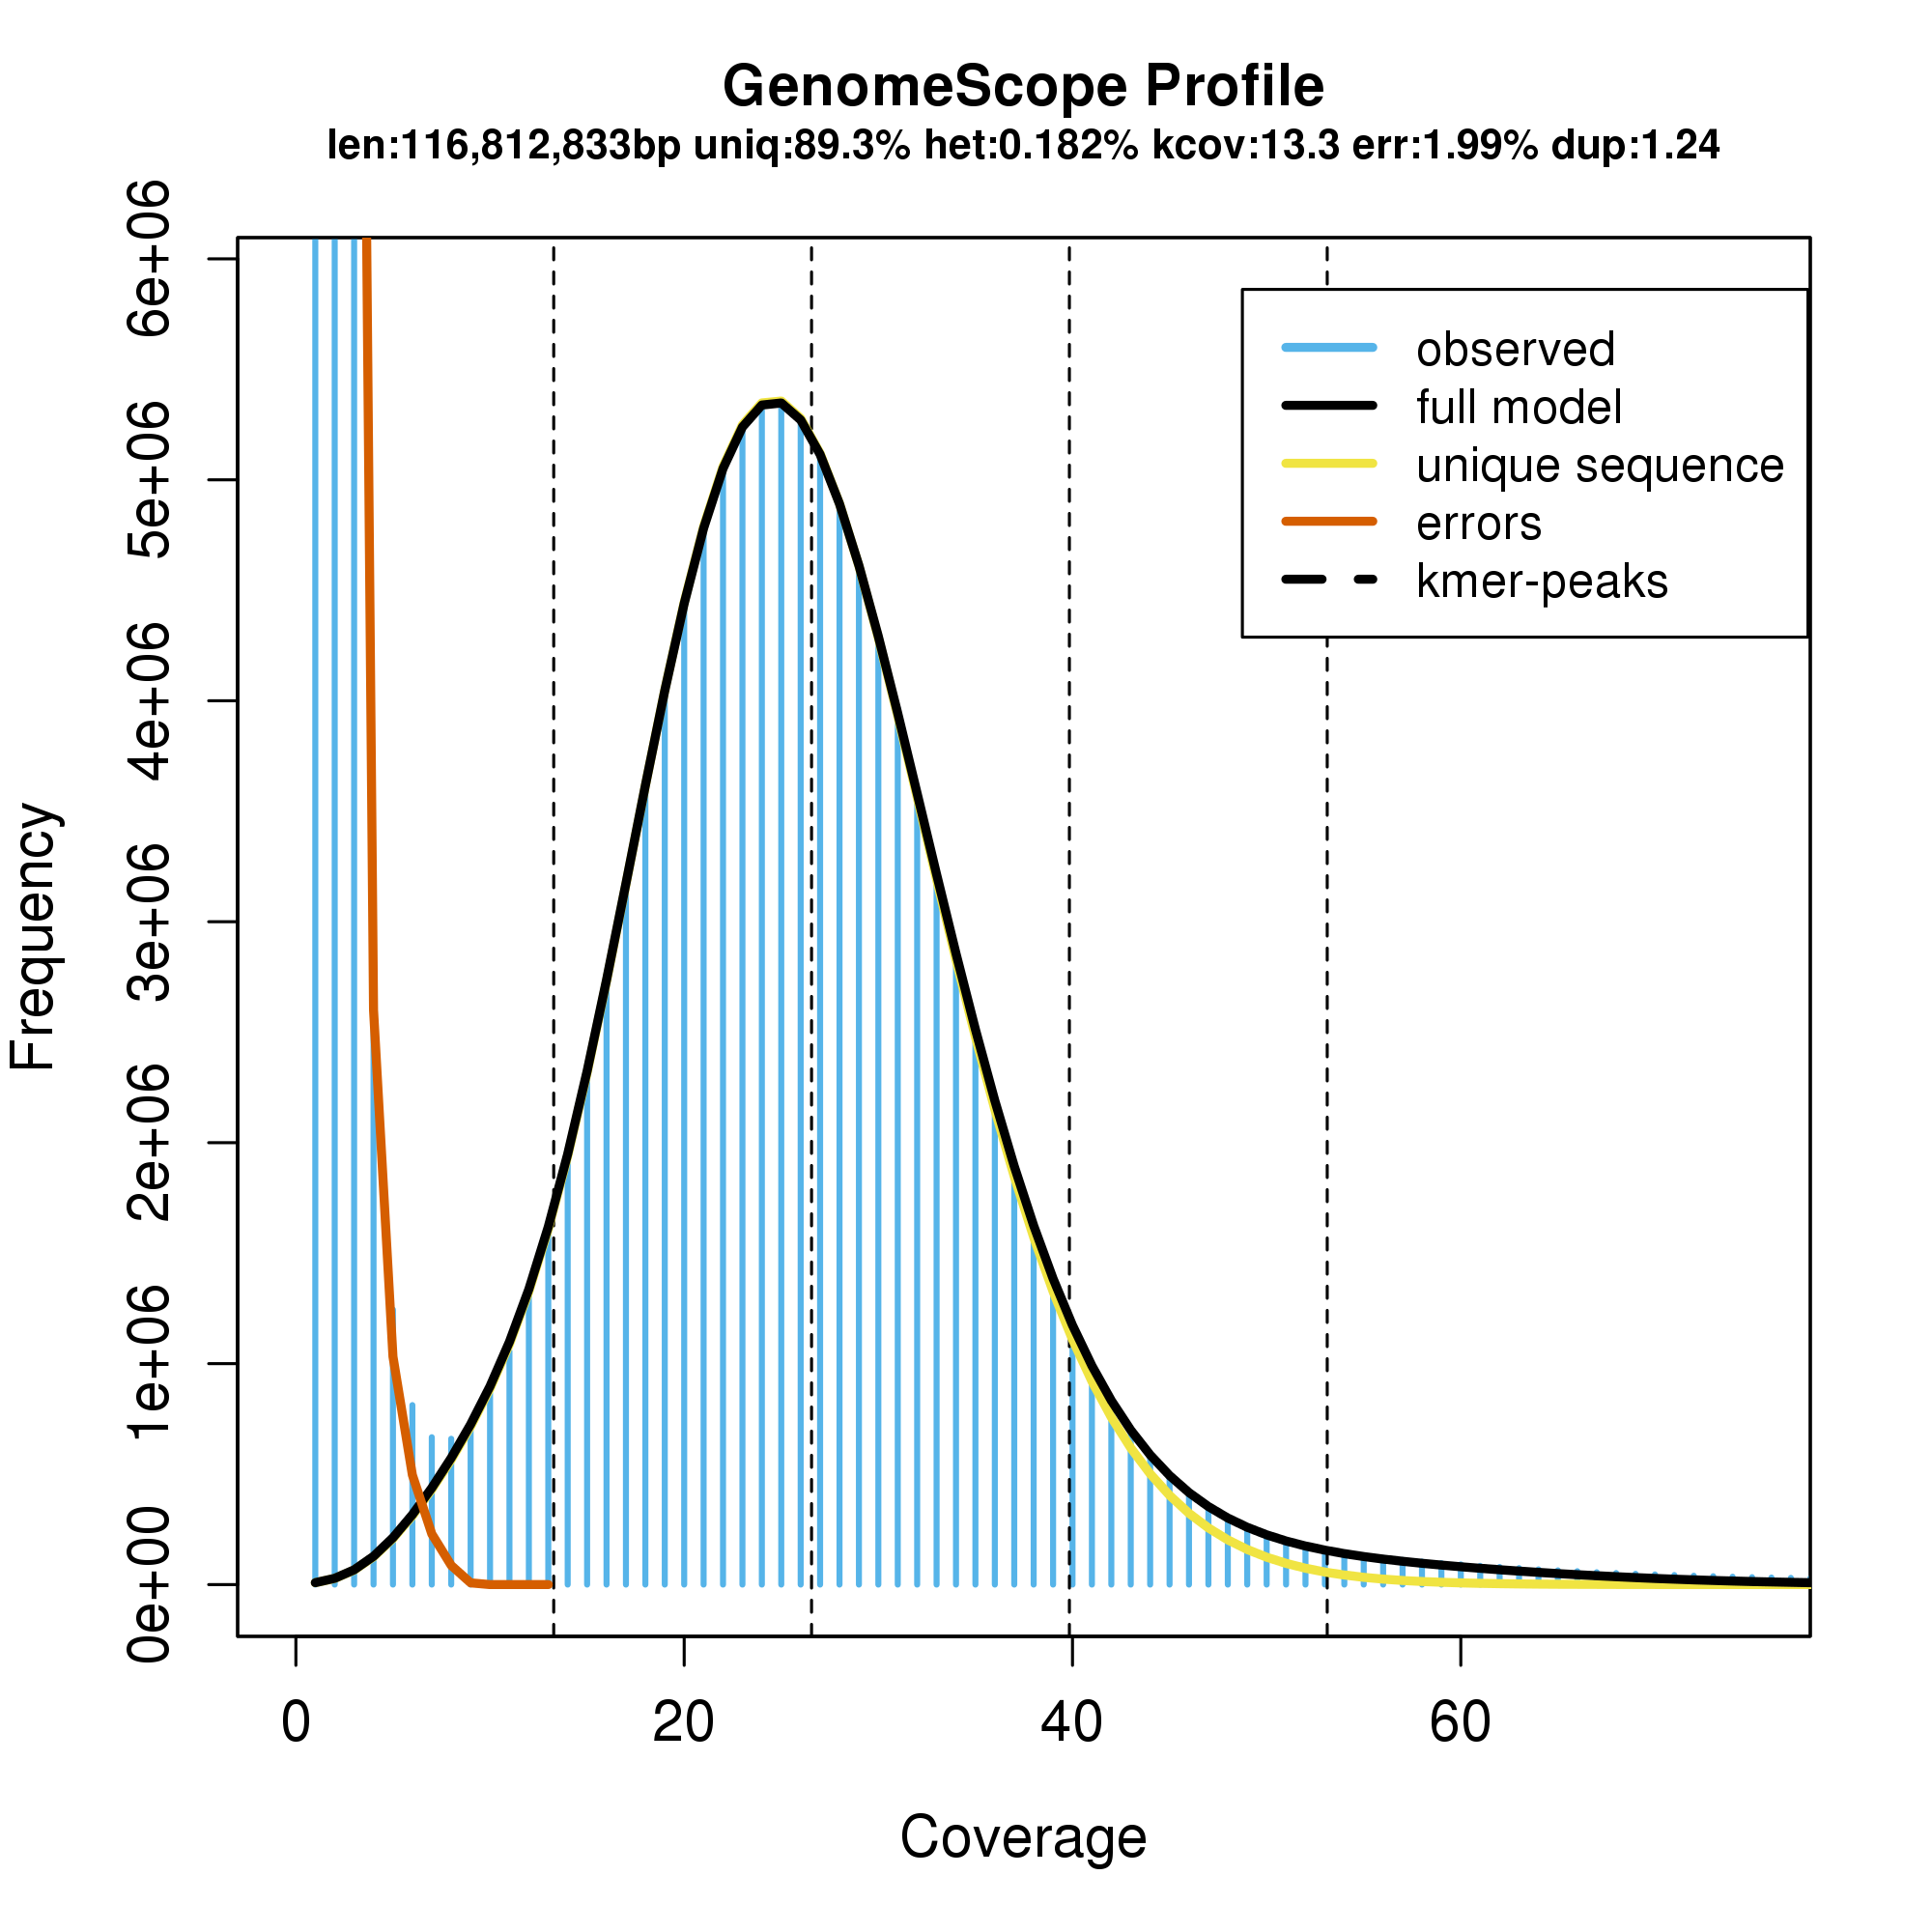 GenomeScope Profile
len:116,812,833bp uniq:89.3% het:0.182% kcov:13.3 err:1.99% dup:1.24
6e+06
5e+06
4e+06
3e+06
2e+06
1e+06
0e+00
Frequency
observed
full model
unique sequence
errors
kmer-peaks
0 20 40 60
Coverage